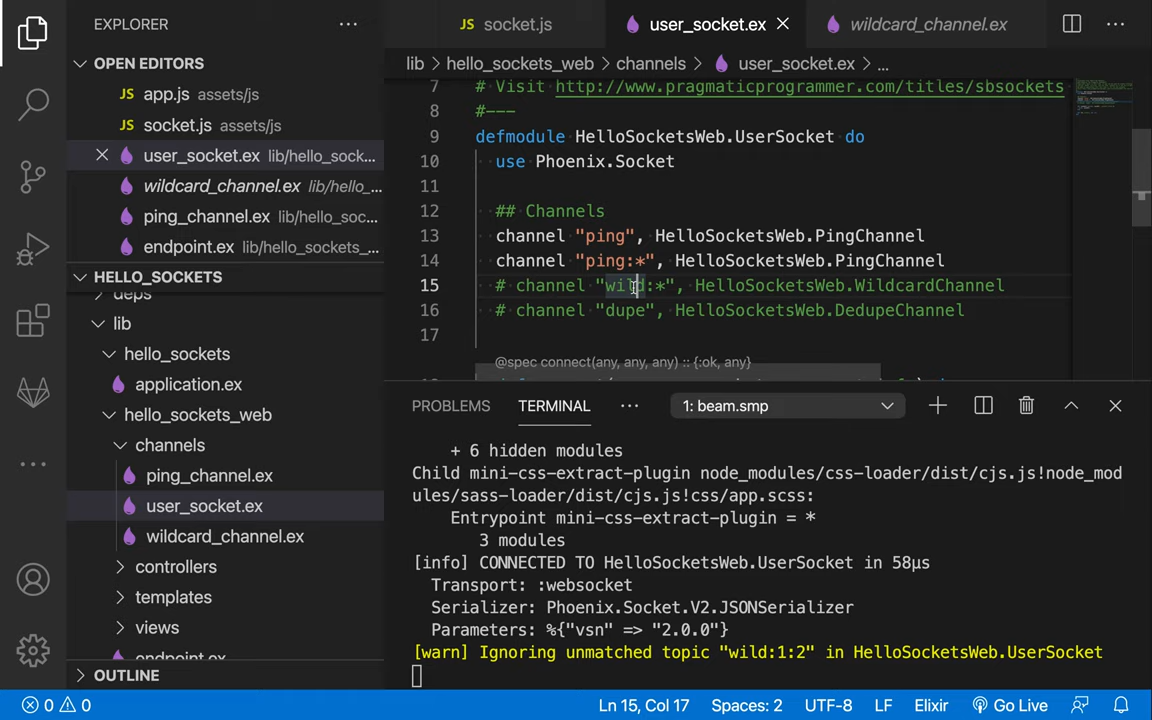 EXPLORER
OPEN EDITORS
JS app.js assets/js
JS socket.js assets/js
user_socket.ex lib/hello_sock...
wildcard_channel.ex lib/hello_...
ping_channel.ex lib/hello_soc...
endpoint.ex lib/hello_sockets_...
HELLO_SOCKETS
deps
lib
hello_sockets
application.ex
hello_sockets_web
channels
ping_channel.ex
user_socket.ex
wildcard_channel.ex
controllers
templates
views
endpoint.ex
OUTLINE
JS socket.js
user_socket.ex
wildcard_channel.ex
lib > hello_sockets_web > channels > user_socket.ex > ...
7 # Visit http://www.pragmaticprogrammer.com/titles/sbsockets
8 #---
9 defmodule HelloSocketsWeb.UserSocket do
10 use Phoenix.Socket
11
12 ## Channels
13 channel "ping", HelloSocketsWeb.PingChannel
14 channel "ping:*", HelloSocketsWeb.PingChannel
15 # channel "wild:*", HelloSocketsWeb.WildcardChannel
16 # channel "dupe", HelloSocketsWeb.DedupeChannel
17
@spec connect(any, any, any) :: {:ok, any}
PROBLEMS TERMINAL ... 1: beam.smp
+ 6 hidden modules
Child mini-css-extract-plugin node_modules/css-loader/dist/cjs.js!node_mod
ules/sass-loader/dist/cjs.js!css/app.scss:
Entrypoint mini-css-extract-plugin = *
3 modules
[info] CONNECTED TO HelloSocketsWeb.UserSocket in 58µs
Transport: :websocket
Serializer: Phoenix.Socket.V2.JSONSerializer
Parameters: %{"vsn" => "2.0.0"}
[warn] Ignoring unmatched topic "wild:1:2" in HelloSocketsWeb.UserSocket
0 0 Ln 15, Col 17 Spaces: 2 UTF-8 LF Elixir Go Live